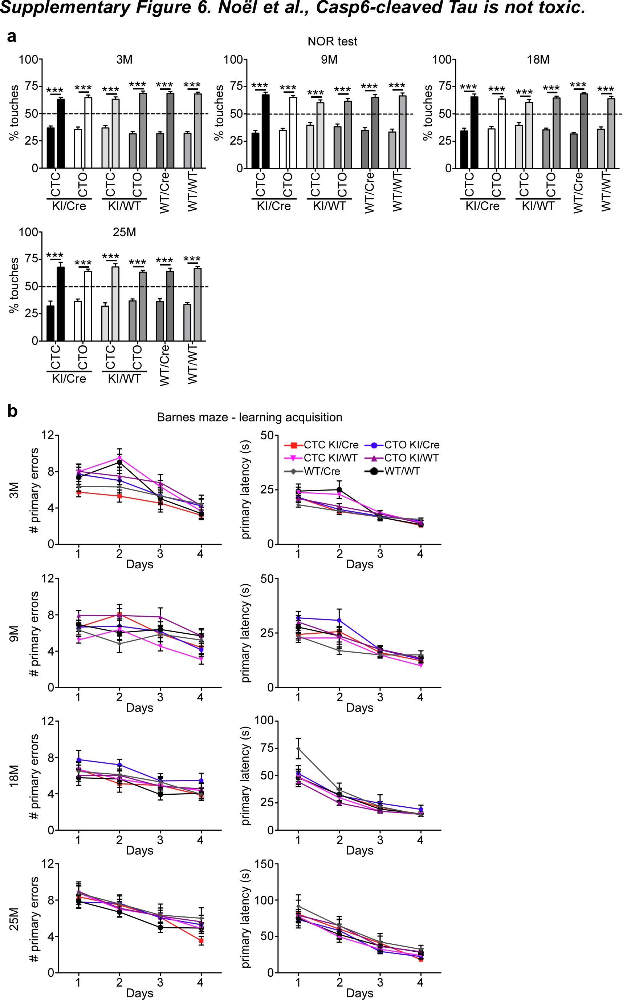 Supplementary Figure 6. Noël et al., Casp6-cleaved Tau is not toxic.
a
NOR test
3M
100
75
50
25
0
% touches
*** *** *** *** *** ***
CTC CTO CTC CTO WT/Cre WT/WT
KI/Cre KI/WT
9M
100
75
50
25
0
% touches
*** *** *** *** *** ***
CTC CTO CTC CTO WT/Cre WT/WT
KI/Cre KI/WT
18M
100
75
50
25
0
% touches
*** *** *** *** *** ***
CTC CTO CTC CTO WT/Cre WT/WT
KI/Cre KI/WT
25M
100
75
50
25
0
% touches
*** *** *** *** *** ***
CTC CTO CTC CTO WT/Cre WT/WT
KI/Cre KI/WT
b
Barnes maze - learning acquisition
3M
# primary errors
12
8
4
0
1 2 3 4
Days
primary latency (s)
50
25
0
CTC KI/Cre CTO KI/Cre
CTC KI/WT CTO KI/WT
WT/Cre WT/WT
1 2 3 4
Days
9M
# primary errors
12
8
4
0
1 2 3 4
Days
primary latency (s)
50
25
0
1 2 3 4
Days
18M
# primary errors
12
8
4
0
1 2 3 4
Days
primary latency (s)
100
75
50
25
0
1 2 3 4
Days
25M
# primary errors
12
8
4
0
1 2 3 4
Days
primary latency (s)
150
100
50
0
1 2 3 4
Days